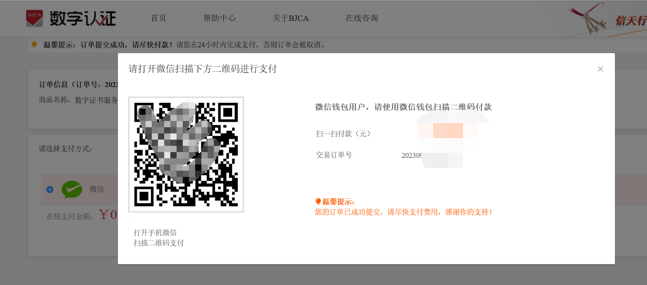 BJCA
数字认证
首页
帮助中心
关于BJCA
在线咨询
信天行
温馨提示：订单提交成功，请尽快付款！请您在24小时内完成支付，否则订单会被取消。
请打开微信扫描下方二维码进行支付
订单信息（订单号：202
商品名称：数字证书服务
微信钱包用户，请使用微信钱包扫描二维码付款
扫一扫付款（元）
交易订单号
20230
请选择支付方式：
微信
在线支付金额：￥0
温馨提示：
您的订单已成功提交，请尽快支付费用，感谢你的支持！
打开手机微信
扫描二维码支付